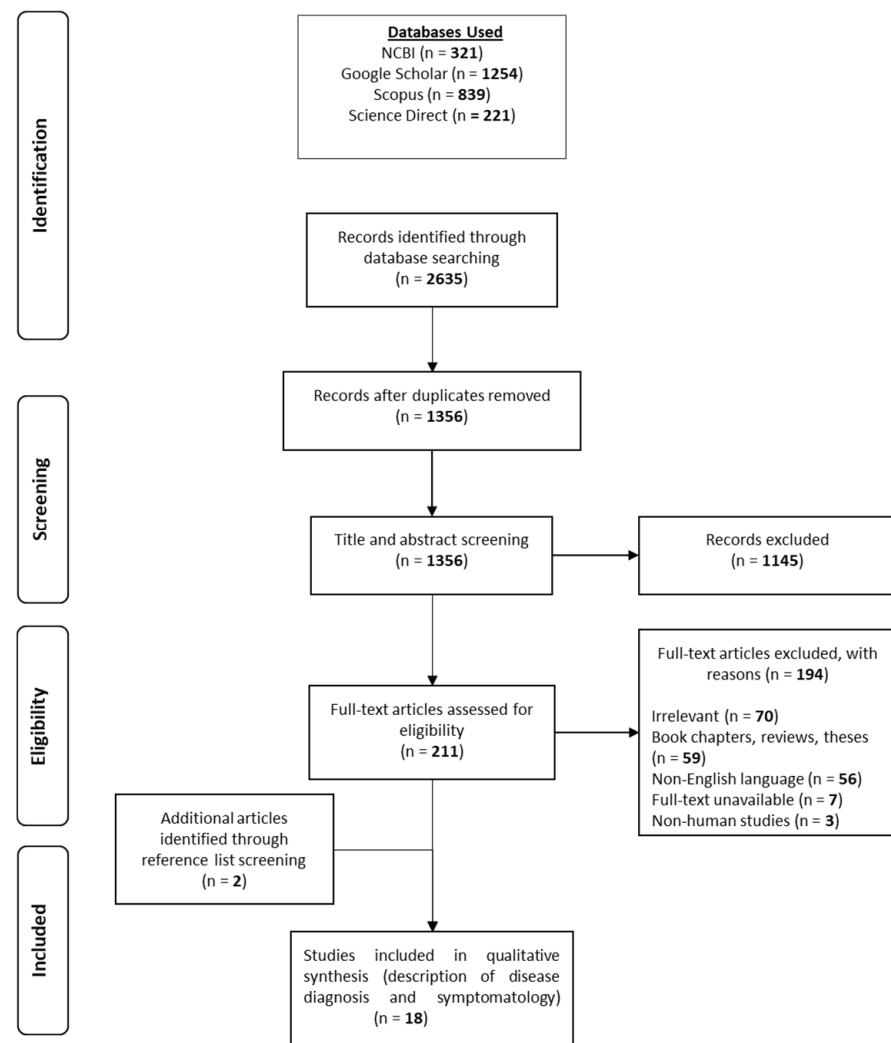 Identification
Databases Used
NCBI (n = 321)
Google Scholar (n = 1254)
Scopus (n = 839)
Science Direct (n = 221)
Records identified through
database searching
(n = 2635)
Screening
Records after duplicates removed
(n = 1356)
Title and abstract screening
(n = 1356)
Records excluded
(n = 1145)
Eligibility
Full-text articles assessed for
eligibility
(n = 211)
Full-text articles excluded, with
reasons (n = 194)
Irrelevant (n = 70)
Book chapters, reviews, theses
(n = 59)
Non-English language (n = 56)
Full-text unavailable (n = 7)
Non-human studies (n = 3)
Additional articles
identified through
reference list screening
(n = 2)
Included
Studies included in qualitative
synthesis (description of disease
diagnosis and symptomatology)
(n = 18)